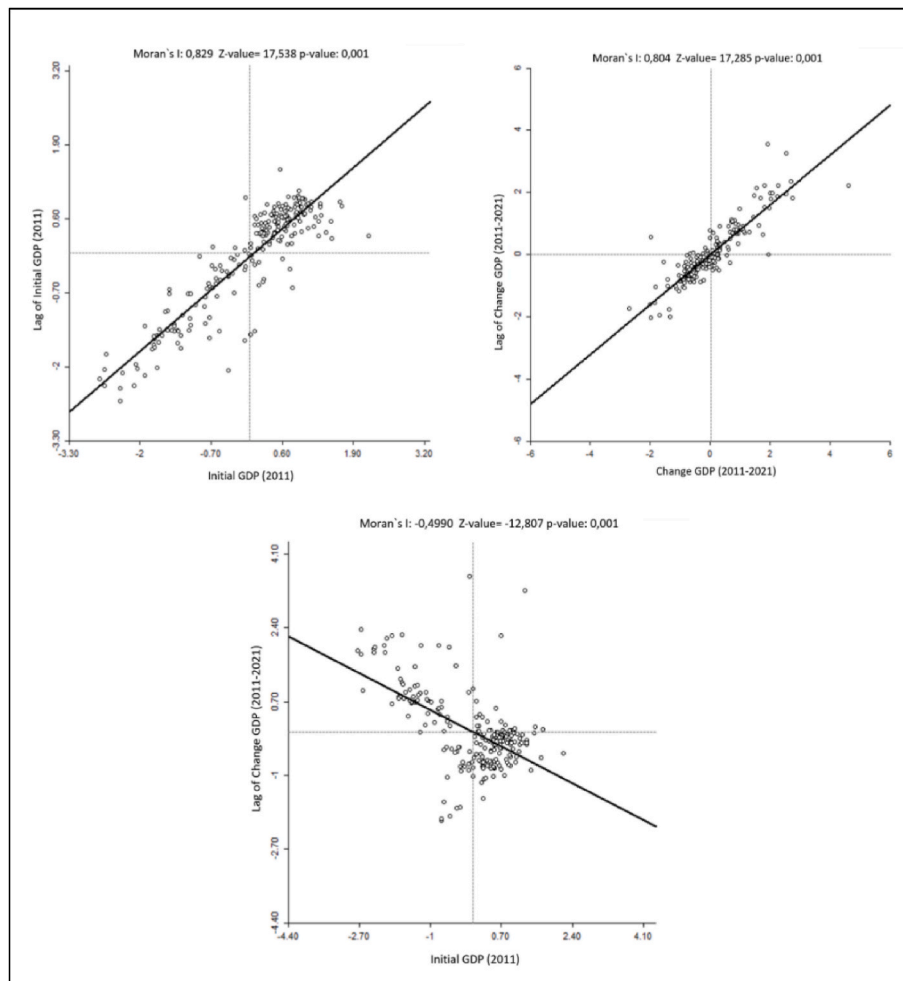 Moran`s I: 0,829 Z-value= 17,538 p-value: 0,001
Lag of Initial GDP (2011)
3.20
1.90
0.60
-0.70
-2
-3.30
-3.30 -2 -0.70 0.60 1.90 3.20
Initial GDP (2011)
Moran`s I: 0,804 Z-value= 17,285 p-value: 0,001
Lag of Change GDP (2011-2021)
6
4
2
0
-2
-4
-6
-6 -4 -2 0 2 4 6
Change GDP (2011-2021)
Moran`s I: -0,4990 Z-value= -12,807 p-value: 0,001
Lag of Change GDP (2011-2021)
4.10
2.40
0.70
-1
-2.70
-4.40
-4.40 -2.70 -1 0.70 2.40 4.10
Initial GDP (2011)